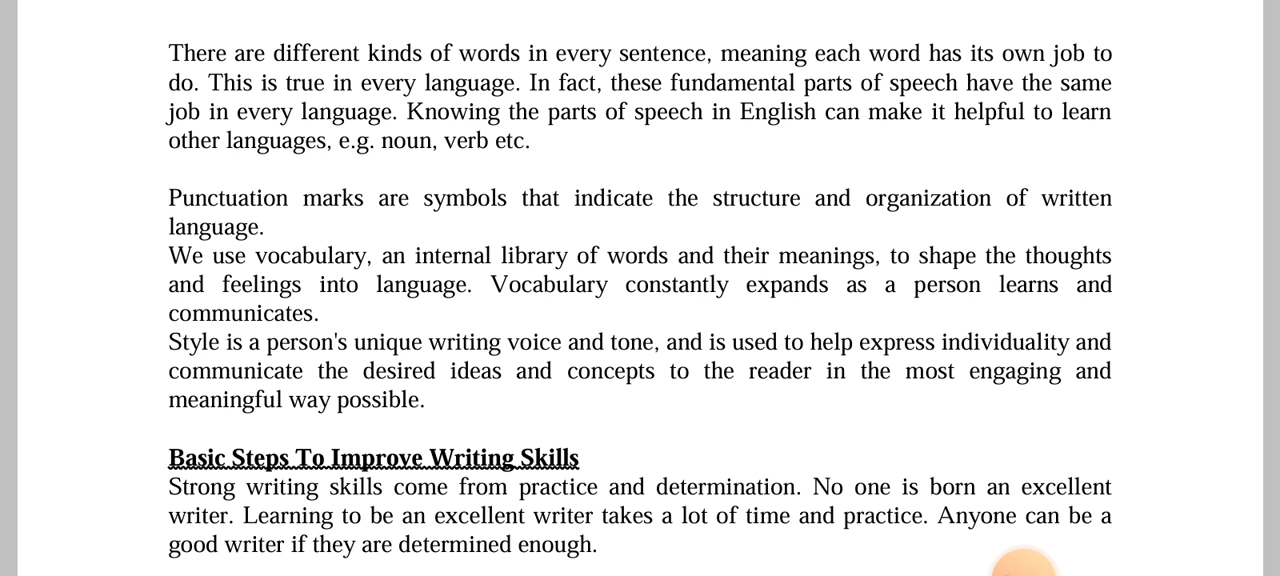 There are different kinds of words in every sentence, meaning each word has its own job to
do. This is true in every language. In fact, these fundamental parts of speech have the same
job in every language. Knowing the parts of speech in English can make it helpful to learn
other languages, e.g. noun, verb etc.
Punctuation marks are symbols that indicate the structure and organization of written
language.
We use vocabulary, an internal library of words and their meanings, to shape the thoughts
and feelings into language. Vocabulary constantly expands as a person learns and
communicates.
Style is a person's unique writing voice and tone, and is used to help express individuality and
communicate the desired ideas and concepts to the reader in the most engaging and
meaningful way possible.
Basic Steps To Improve Writing Skills
Strong writing skills come from practice and determination. No one is born an excellent
writer. Learning to be an excellent writer takes a lot of time and practice. Anyone can be a
good writer if they are determined enough.